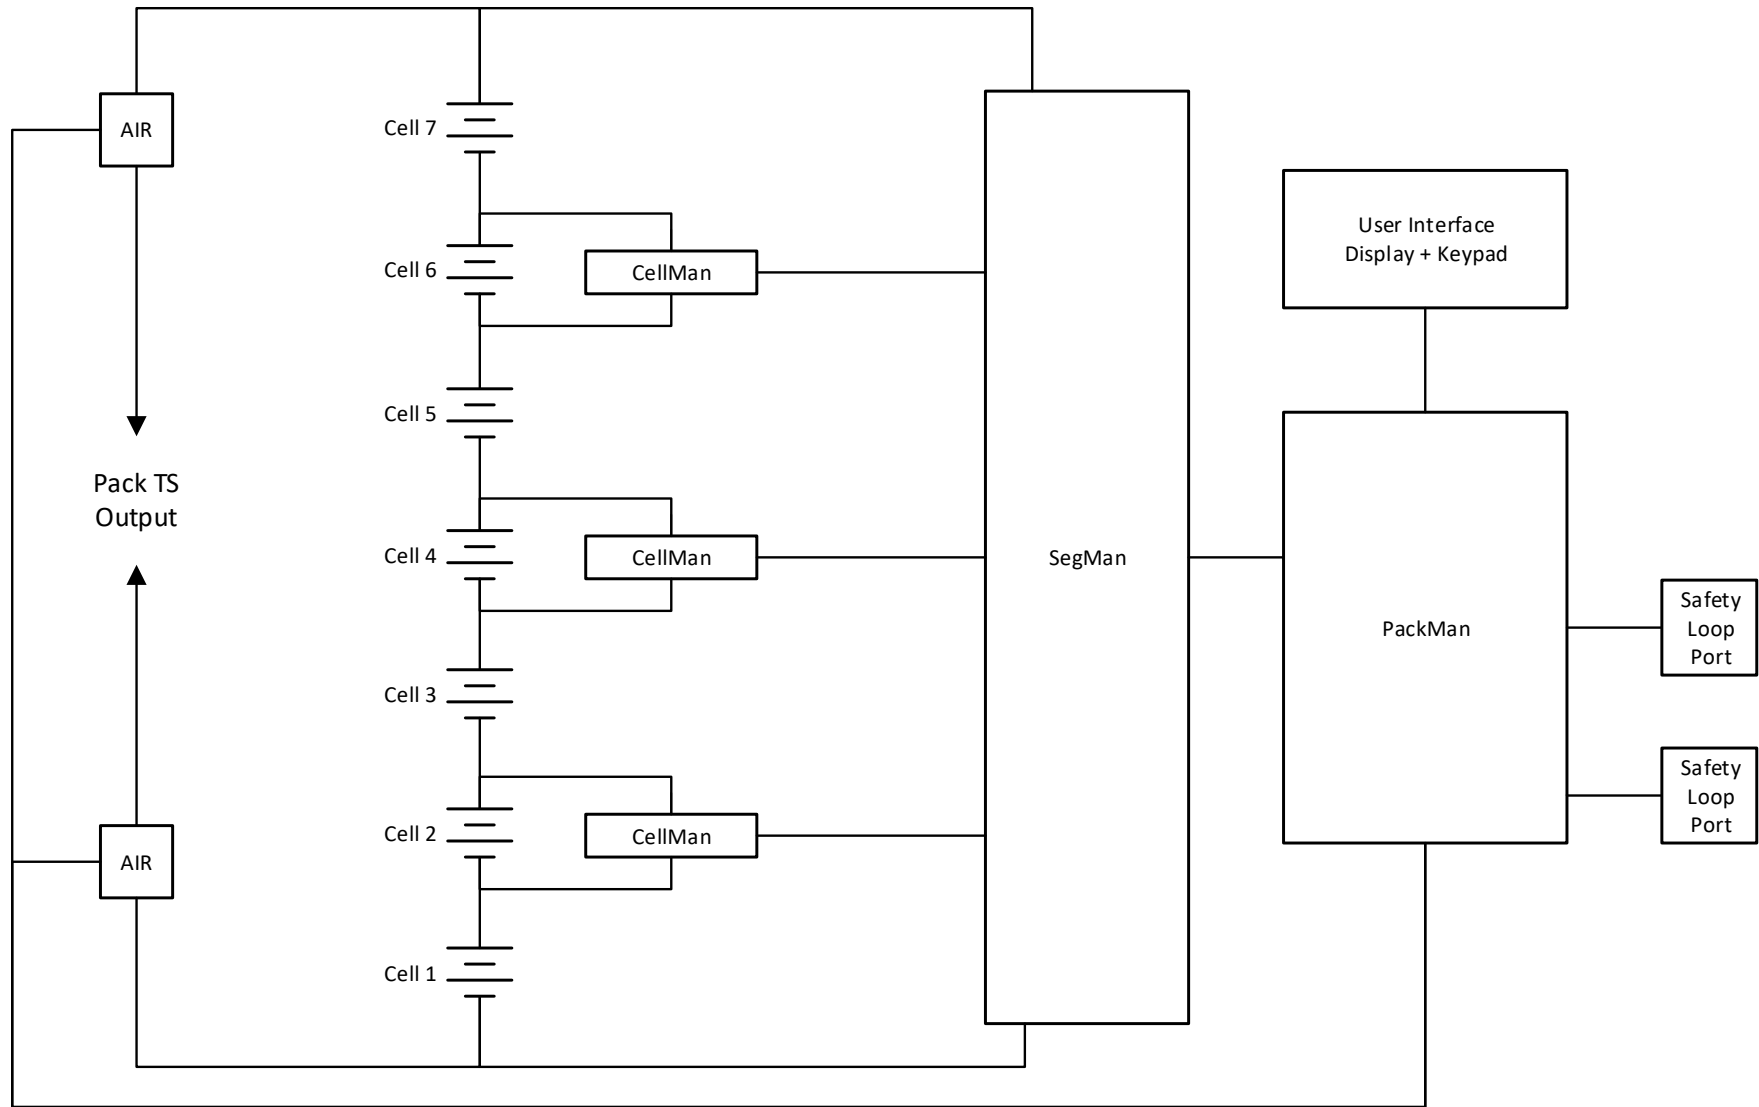 AIR
Cell 7
User Interface
Display + Keypad
Cell 6
CellMan
Cell 5
Pack TS
Output
Cell 4
CellMan
SegMan
PackMan
Safety
Loop
Port
Cell 3
Safety
Loop
Port
Cell 2
CellMan
AIR
Cell 1